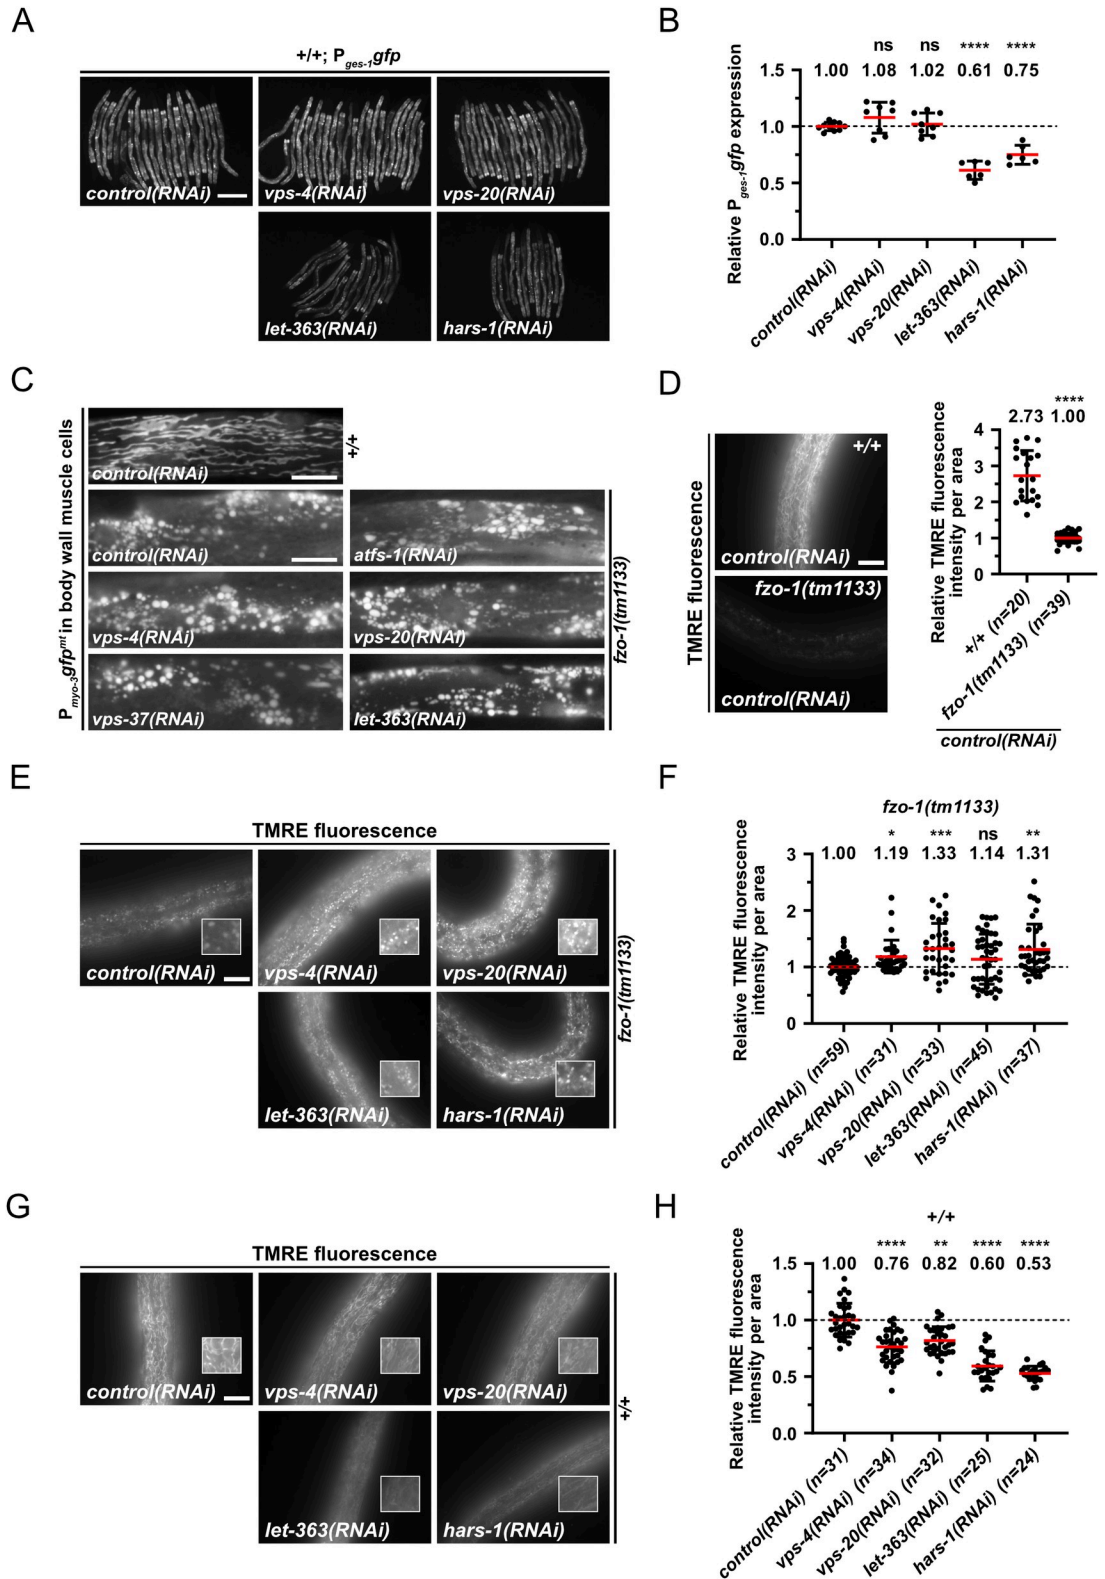 A
+/+; Pges-1gfp
control(RNAi)
vps-4(RNAi)
vps-20(RNAi)
let-363(RNAi)
hars-1(RNAi)
B
ns ns **** ****
1.00 1.08 1.02 0.61 0.75
Relative Pges-1gfp expression
1.5
1.0
0.5
0.0
control(RNAi)
vps-4(RNAi)
vps-20(RNAi)
let-363(RNAi)
hars-1(RNAi)
C
Pmyo-3gfpmt in body wall muscle cells
control(RNAi)
+/+
control(RNAi)
atfs-1(RNAi)
vps-4(RNAi)
vps-20(RNAi)
vps-37(RNAi)
let-363(RNAi)
fzo-1(tm1133)
D
TMRE fluorescence
+/+
control(RNAi)
fzo-1(tm1133)
control(RNAi)
****
2.73 1.00
Relative TMRE fluorescence
intensity per area
4
3
2
1
0
+/+ (n=20)
fzo-1(tm1133) (n=39)
control(RNAi)
E
TMRE fluorescence
control(RNAi)
vps-4(RNAi)
vps-20(RNAi)
let-363(RNAi)
hars-1(RNAi)
fzo-1(tm1133)
F
fzo-1(tm1133)
* *** ns **
1.00 1.19 1.33 1.14 1.31
Relative TMRE fluorescence
intensity per area
3
2
1
0
control(RNAi) (n=59)
vps-4(RNAi) (n=31)
vps-20(RNAi) (n=33)
let-363(RNAi) (n=45)
hars-1(RNAi) (n=37)
G
TMRE fluorescence
control(RNAi)
vps-4(RNAi)
vps-20(RNAi)
let-363(RNAi)
hars-1(RNAi)
+/+
H
+/+
**** ** **** ****
1.00 0.76 0.82 0.60 0.53
Relative TMRE fluorescence
intensity per area
1.5
1.0
0.5
0.0
control(RNAi) (n=31)
vps-4(RNAi) (n=34)
vps-20(RNAi) (n=32)
let-363(RNAi) (n=25)
hars-1(RNAi) (n=24)